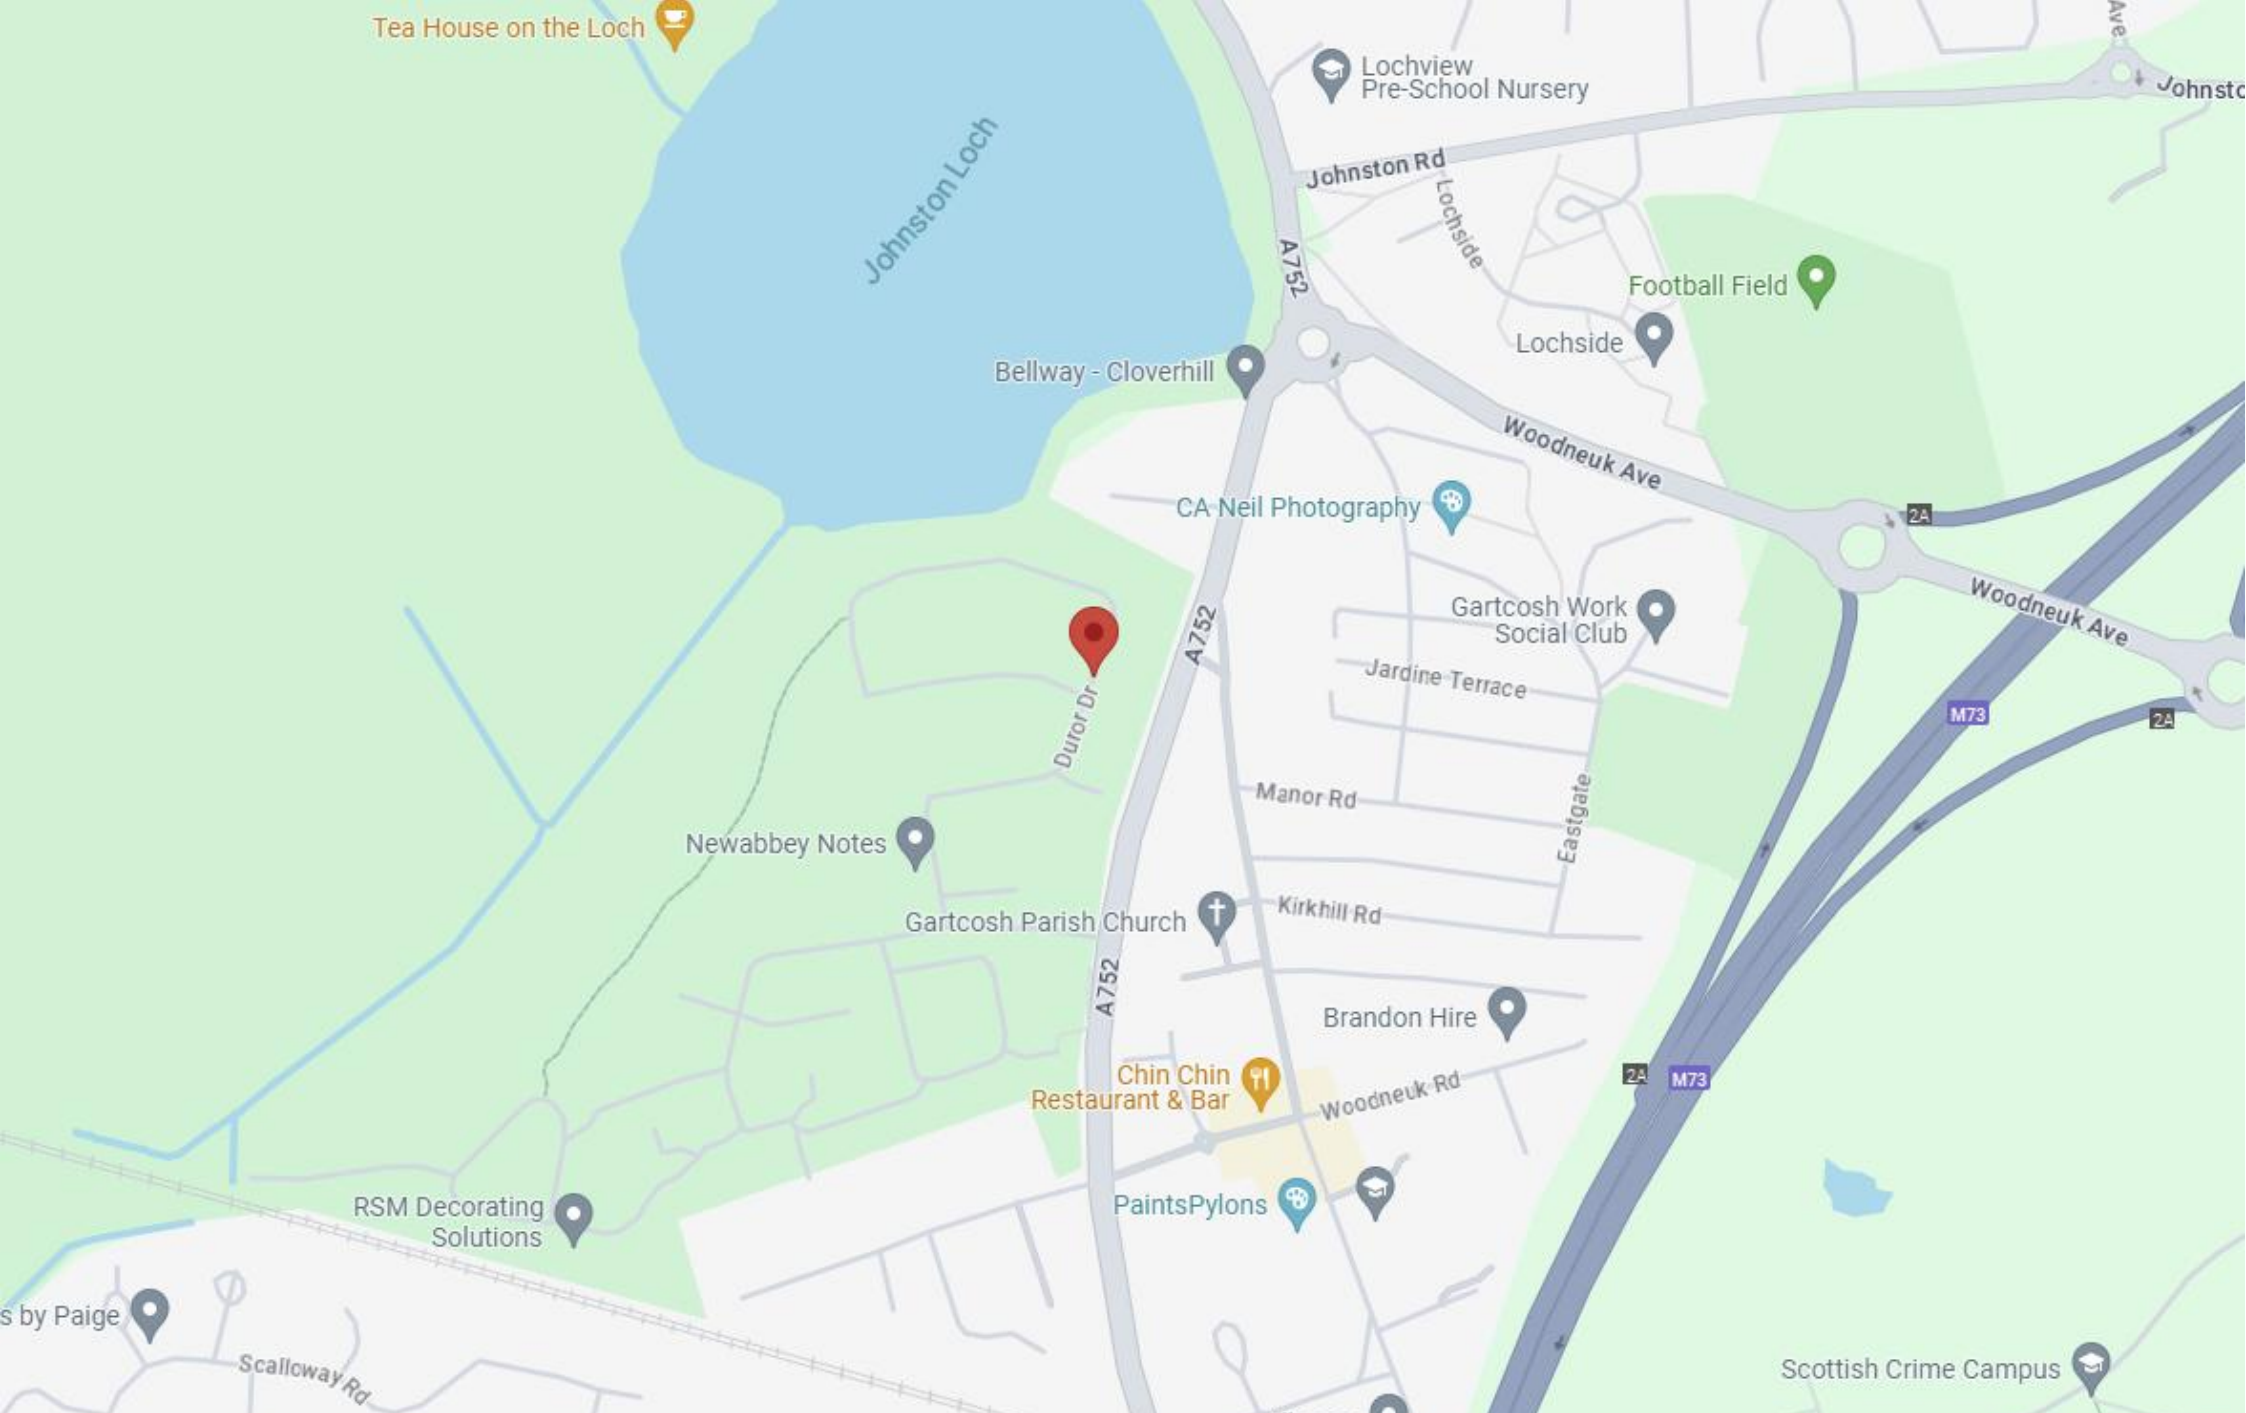 Tea House on the Loch
Ave
Lochview
Pre-School Nursery
Johnston Rd
Johnston Loch
Lochside
A752
Football Field
Lochside
Bellway - Cloverhill
Woodneuk Ave
CA Neil Photography
2A
Woodneuk Ave
Gartcosh Work
Social Club
A752
Jardine Terrace
M73
2A
Duror Dr
Manor Rd
Eastgate
Newabbey Notes
Kirkhill Rd
Gartcosh Parish Church
A752
Brandon Hire
2A
M73
Chin Chin
Restaurant & Bar
Woodneuk Rd
PaintsPylons
RSM Decorating
Solutions
s by Paige
Scalloway Rd
Scottish Crime Campus